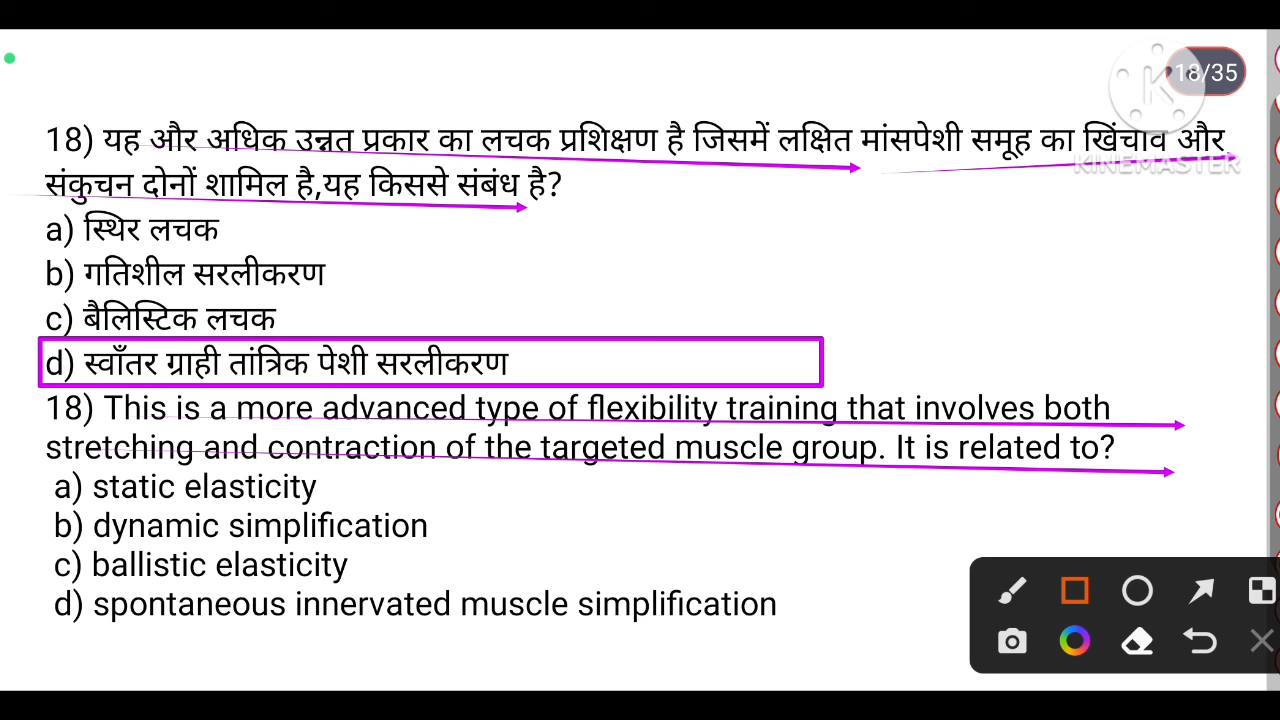 18/35
18) यह और अधिक उन्नत प्रकार का लचक प्रशिक्षण है जिसमें लक्षित मांसपेशी समूह का खिंचाव और
KINEMASTER
संकुचन दोनों शामिल है,यह किससे संबंध है?
a) स्थिर लचक
b) गतिशील सरलीकरण
c) बैलिस्टिक लचक
d) स्वाँतर ग्राही तांत्रिक पेशी सरलीकरण
18) This is a more advanced type of flexibility training that involves both
stretching and contraction of the targeted muscle group. It is related to?
a) static elasticity
b) dynamic simplification
c) ballistic elasticity
d) spontaneous innervated muscle simplification